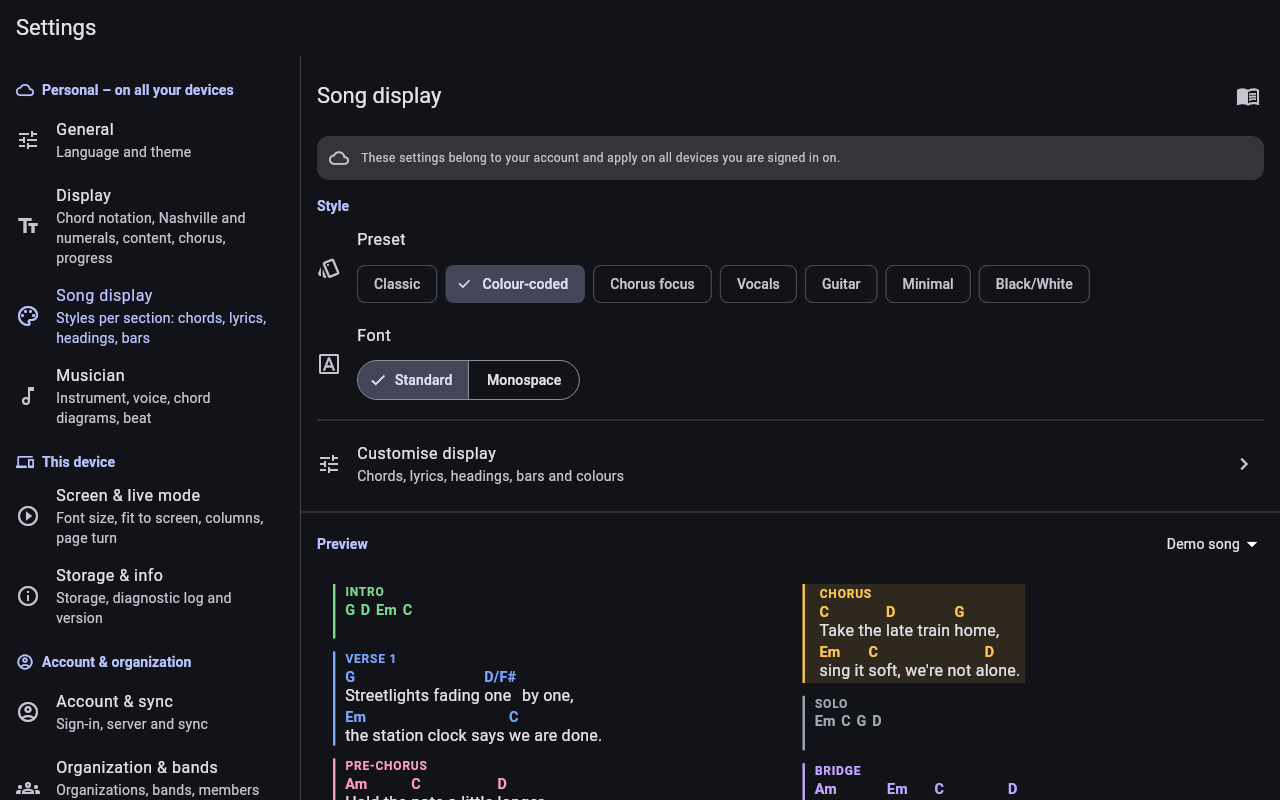 Settings
Personal – on all your devices
General
Language and theme
Display
Chord notation, Nashville and
numerals, content, chorus,
progress
Song display
Styles per section: chords, lyrics,
headings, bars
Musician
Instrument, voice, chord
diagrams, beat
This device
Screen & live mode
Font size, fit to screen, columns,
page turn
Storage & info
Storage, diagnostic log and
version
Account & organization
Account & sync
Sign-in, server and sync
Organization & bands
Organizations, bands, members
Song display
These settings belong to your account and apply on all devices you are signed in on.
Style
Preset
Classic
Colour-coded
Chorus focus
Vocals
Guitar
Minimal
Black/White
Font
Standard
Monospace
Customise display
Chords, lyrics, headings, bars and colours
Preview
Demo song
INTRO
G D Em C
VERSE 1
G D/F#
Streetlights fading one by one,
Em C
the station clock says we are done.
PRE-CHORUS
Am C D
CHORUS
C D G
Take the late train home,
Em C D
sing it soft, we're not alone.
SOLO
Em C G D
BRIDGE
Am Em C D